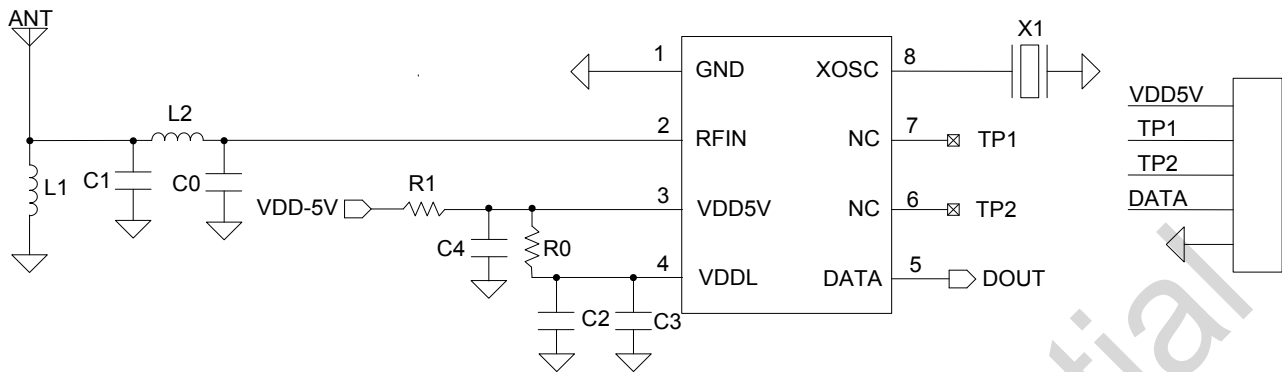 ANT
X1
1
GND
XOSC
8
VDD5V
L2
2
RFIN
NC
7
TP1
TP1
L1
C1
C0
TP2
R1
VDD-5V
3
VDD5V
NC
6
TP2
DATA
C4
R0
4
VDDL
DATA
5
DOUT
C2
C3
tial